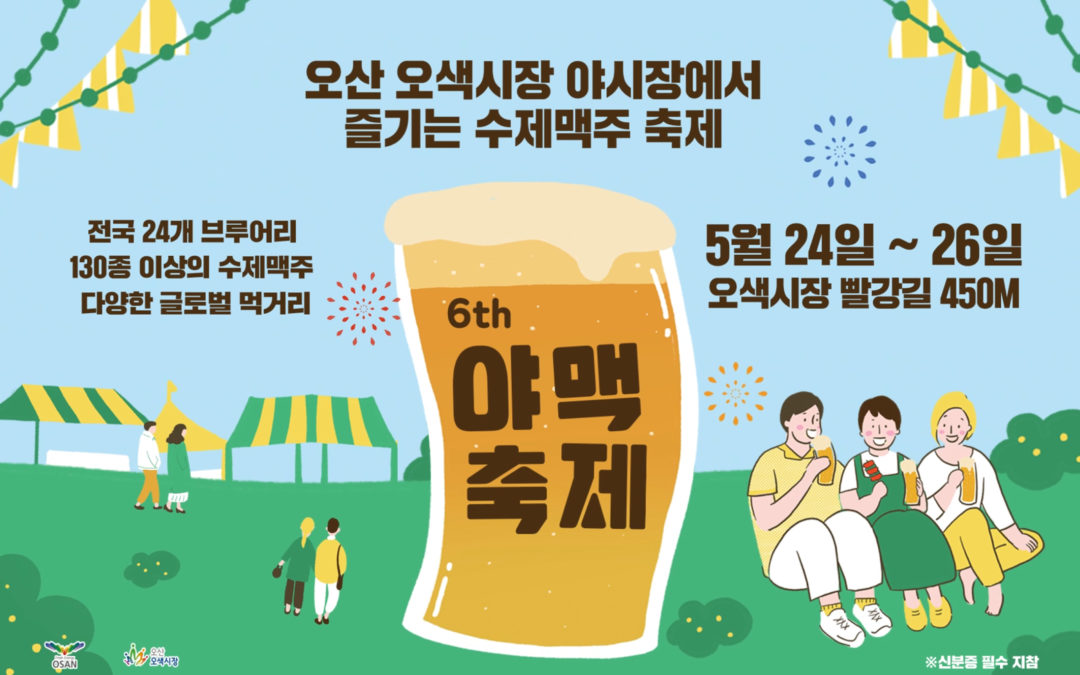 오산 오색시장 야시장에서
즐기는 수제맥주 축제
전국 24개 브루어리
130종 이상의 수제맥주
다양한 글로벌 먹거리
5월 24일 ~ 26일
오색시장 빨강길 450M
6th
야맥
축제
OSAN
오산
오색시장
※신분증 필수 지참